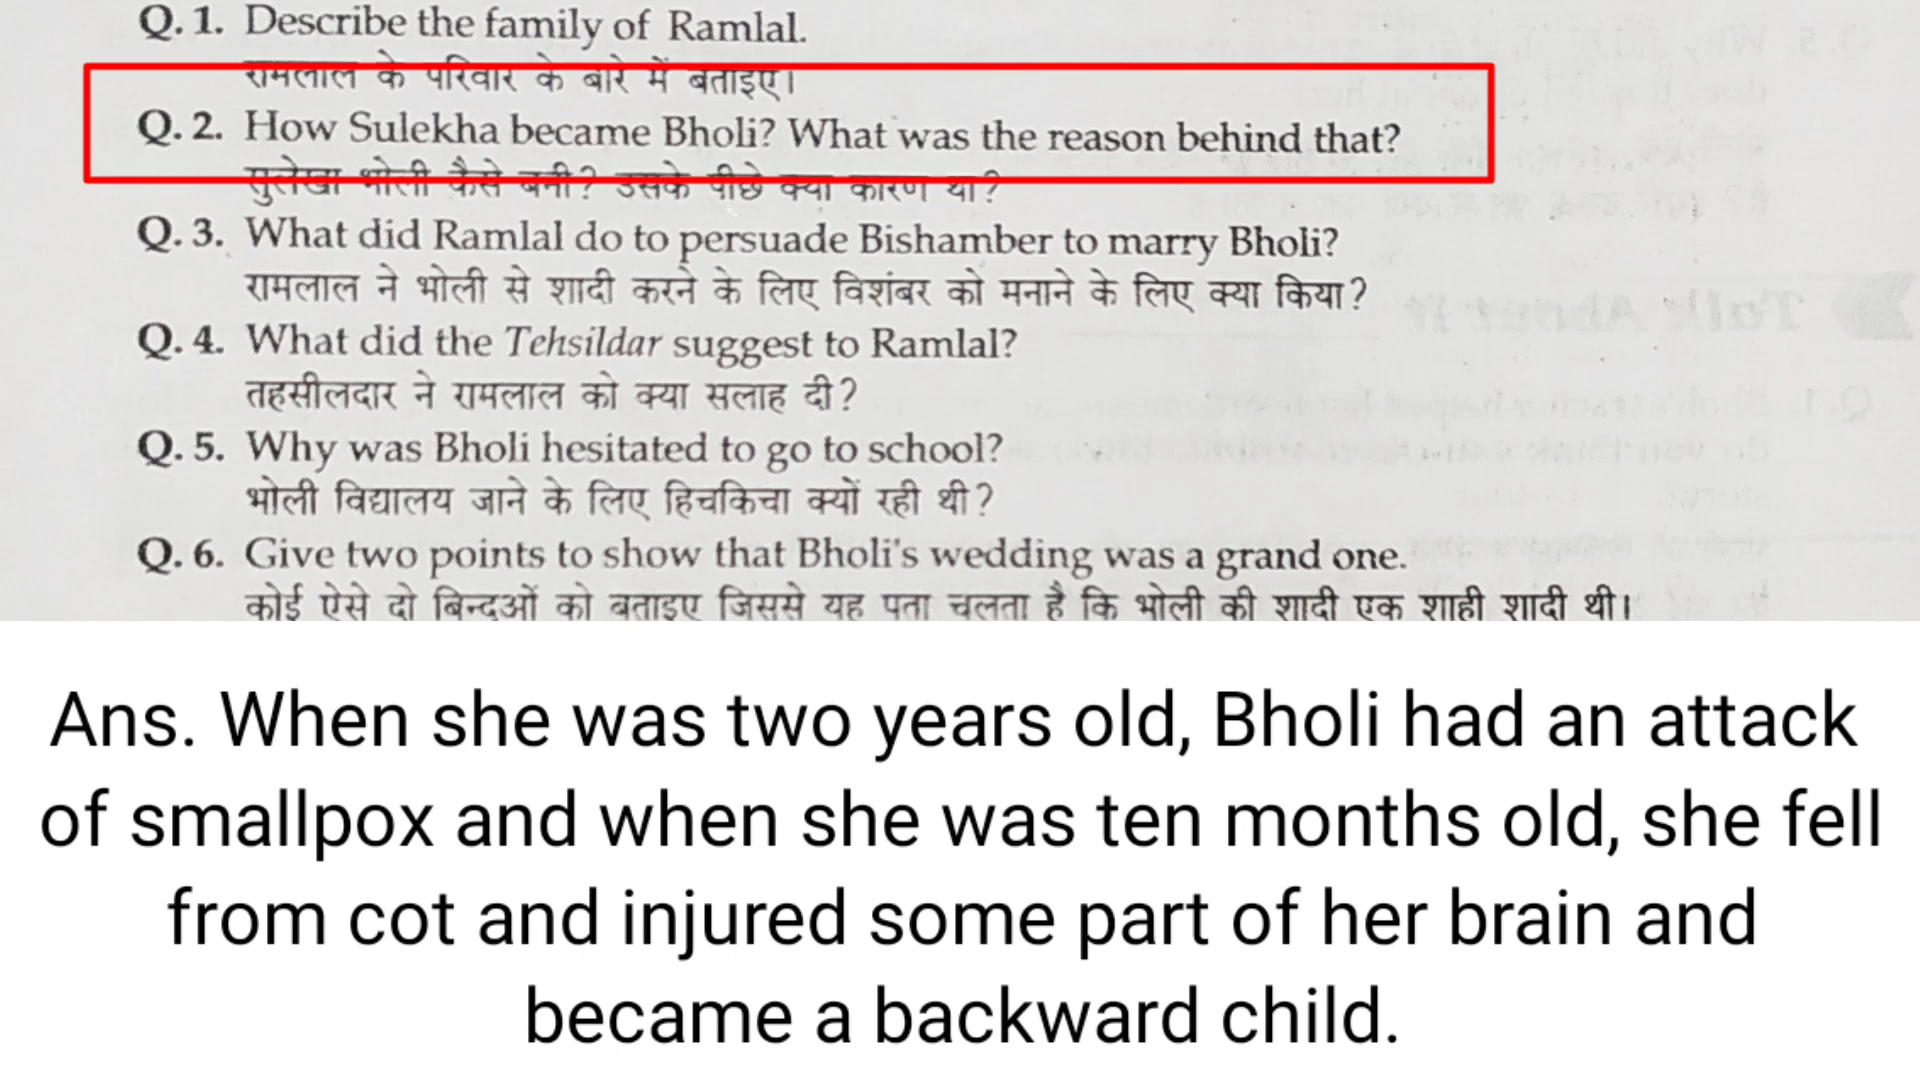 Q. 1. Describe the family of Ramlal.
रामलाल के परिवार के बारे में बताइए।
Q. 2. How Sulekha became Bholi? What was the reason behind that?
सुलेखा भोली कैसे बनी? उसके पीछे क्या कारण था?
Q. 3. What did Ramlal do to persuade Bishamber to marry Bholi?
रामलाल ने भोली से शादी करने के लिए विशंबर को मनाने के लिए क्या किया?
Q. 4. What did the Tehsildar suggest to Ramlal?
तहसीलदार ने रामलाल को क्या सलाह दी?
Q. 5. Why was Bholi hesitated to go to school?
भोली विद्यालय जाने के लिए हिचकिचा क्यों रही थी?
Q. 6. Give two points to show that Bholi's wedding was a grand one.
कोई ऐसे दो बिन्दुओं को बताइए जिससे यह पता चलता है कि भोली की शादी एक शाही शादी थी।
Ans. When she was two years old, Bholi had an attack
of smallpox and when she was ten months old, she fell
from cot and injured some part of her brain and
became a backward child.